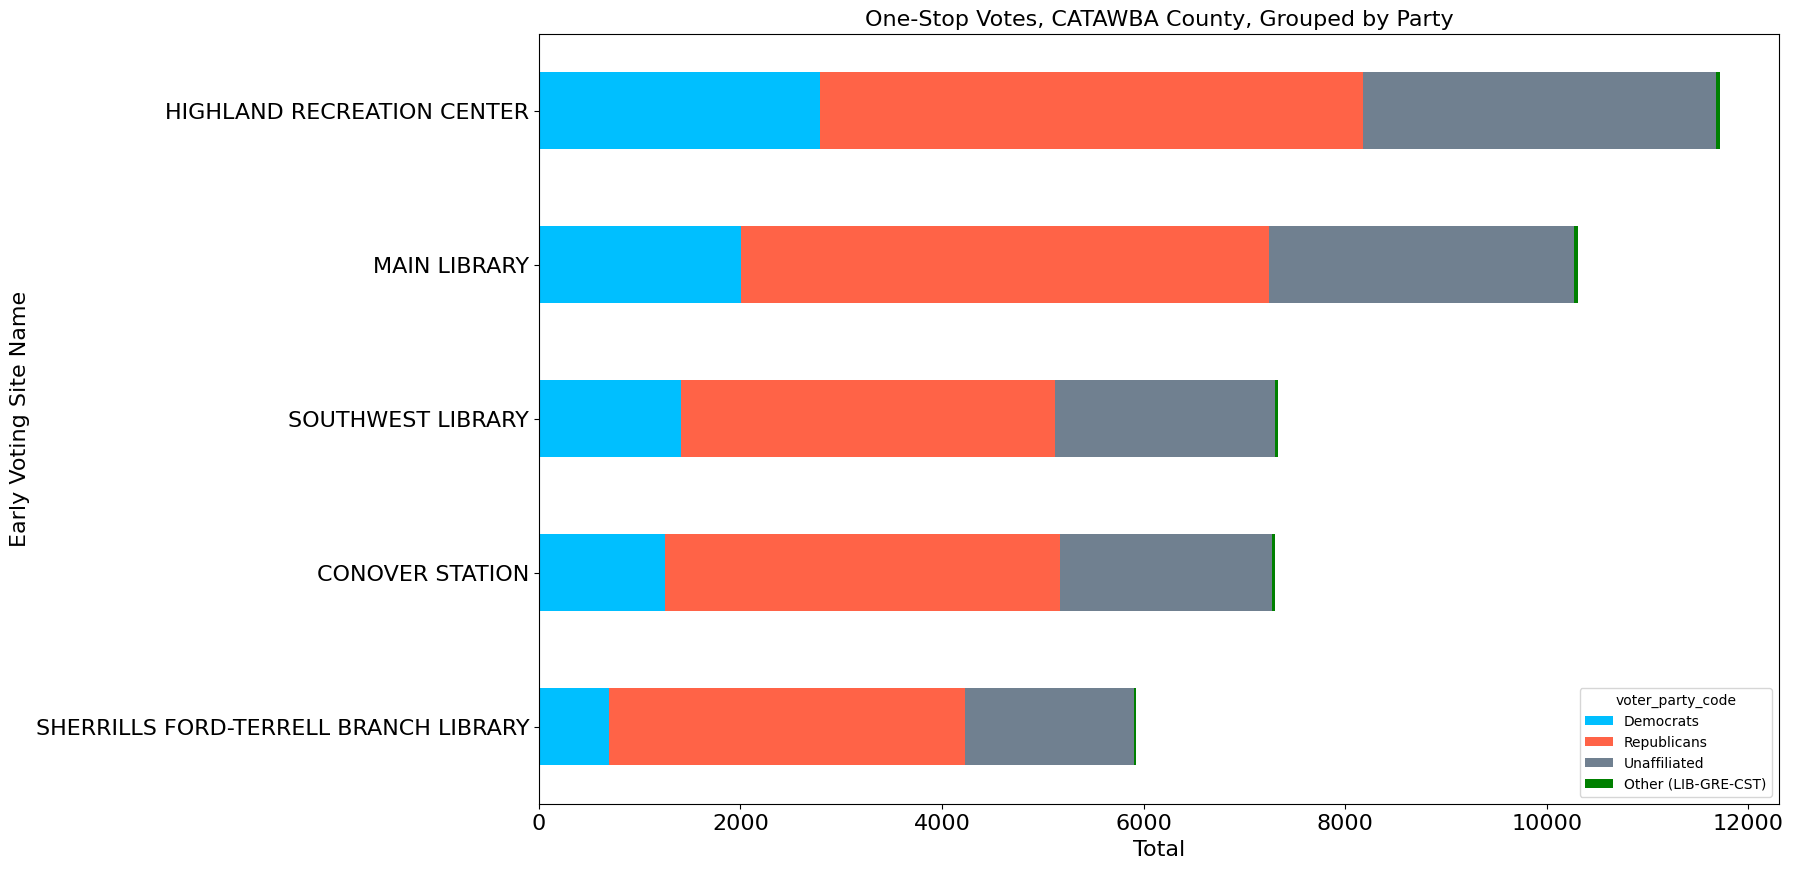 One-Stop Votes, CATAWBA County, Grouped by Party
Early Voting Site Name
HIGHLAND RECREATION CENTER
MAIN LIBRARY
SOUTHWEST LIBRARY
CONOVER STATION
SHERRILLS FORD-TERRELL BRANCH LIBRARY
voter_party_code
Democrats
Republicans
Unaffiliated
Other (LIB-GRE-CST)
0 2000 4000 6000 8000 10000 12000
Total